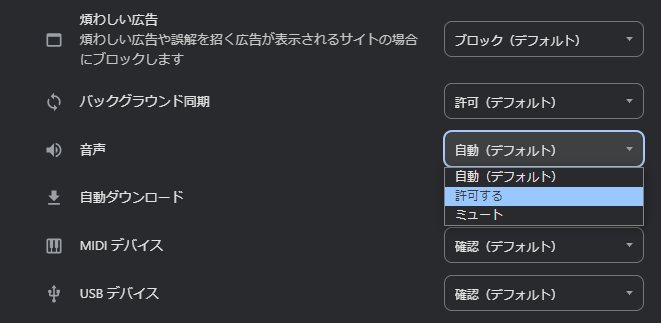 煩わしい広告
煩わしい広告や誤解を招く広告が表示されるサイトの場合
にブロックします
ブロック（デフォルト）
バックグラウンド同期
許可（デフォルト）
音声
自動（デフォルト）
自動（デフォルト）
許可する
ミュート
自動ダウンロード
MIDI デバイス
確認（デフォルト）
USB デバイス
確認（デフォルト）